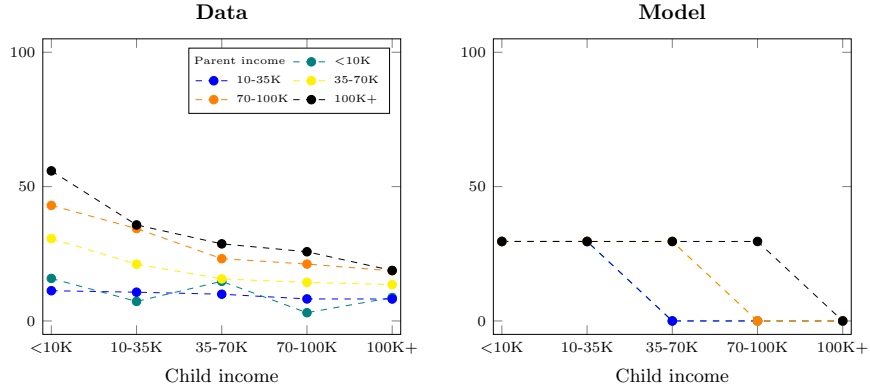 Data
100
50
0
Parent income
<10K
10-35K
35-70K
70-100K
100K+
<10K
10-35K
35-70K
70-100K
100K+
Child income
Model
100
50
0
<10K
10-35K
35-70K
70-100K
100K+
Child income